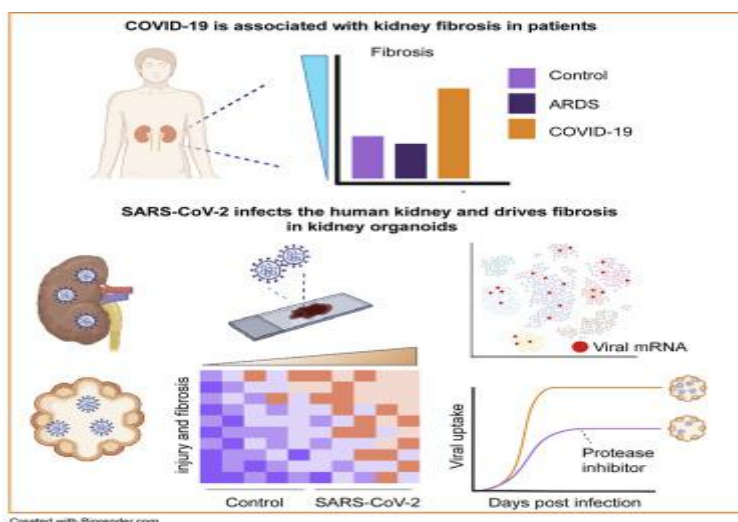 COVID-19 is associated with kidney fibrosis in patients
Fibrosis
Control
ARDS
COVID-19
SARS-CoV-2 infects the human kidney and drives fibrosis
in kidney organoids
Viral mRNA
injury and fibrosis
Control
SARS-CoV-2
Viral uptake
Protease
inhibitor
Days post infection
Created with Biorender.com